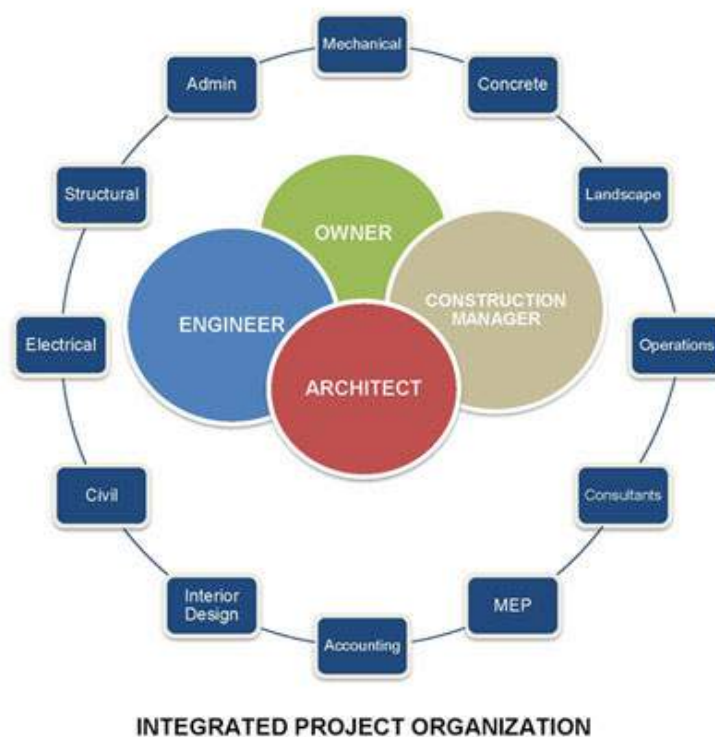 Mechanical
Admin
Concrete
Structural
Landscape
OWNER
ENGINEER
CONSTRUCTION
MANAGER
Electrical
Operations
ARCHITECT
Civil
Consultants
Interior
Design
MEP
Accounting
INTEGRATED PROJECT ORGANIZATION